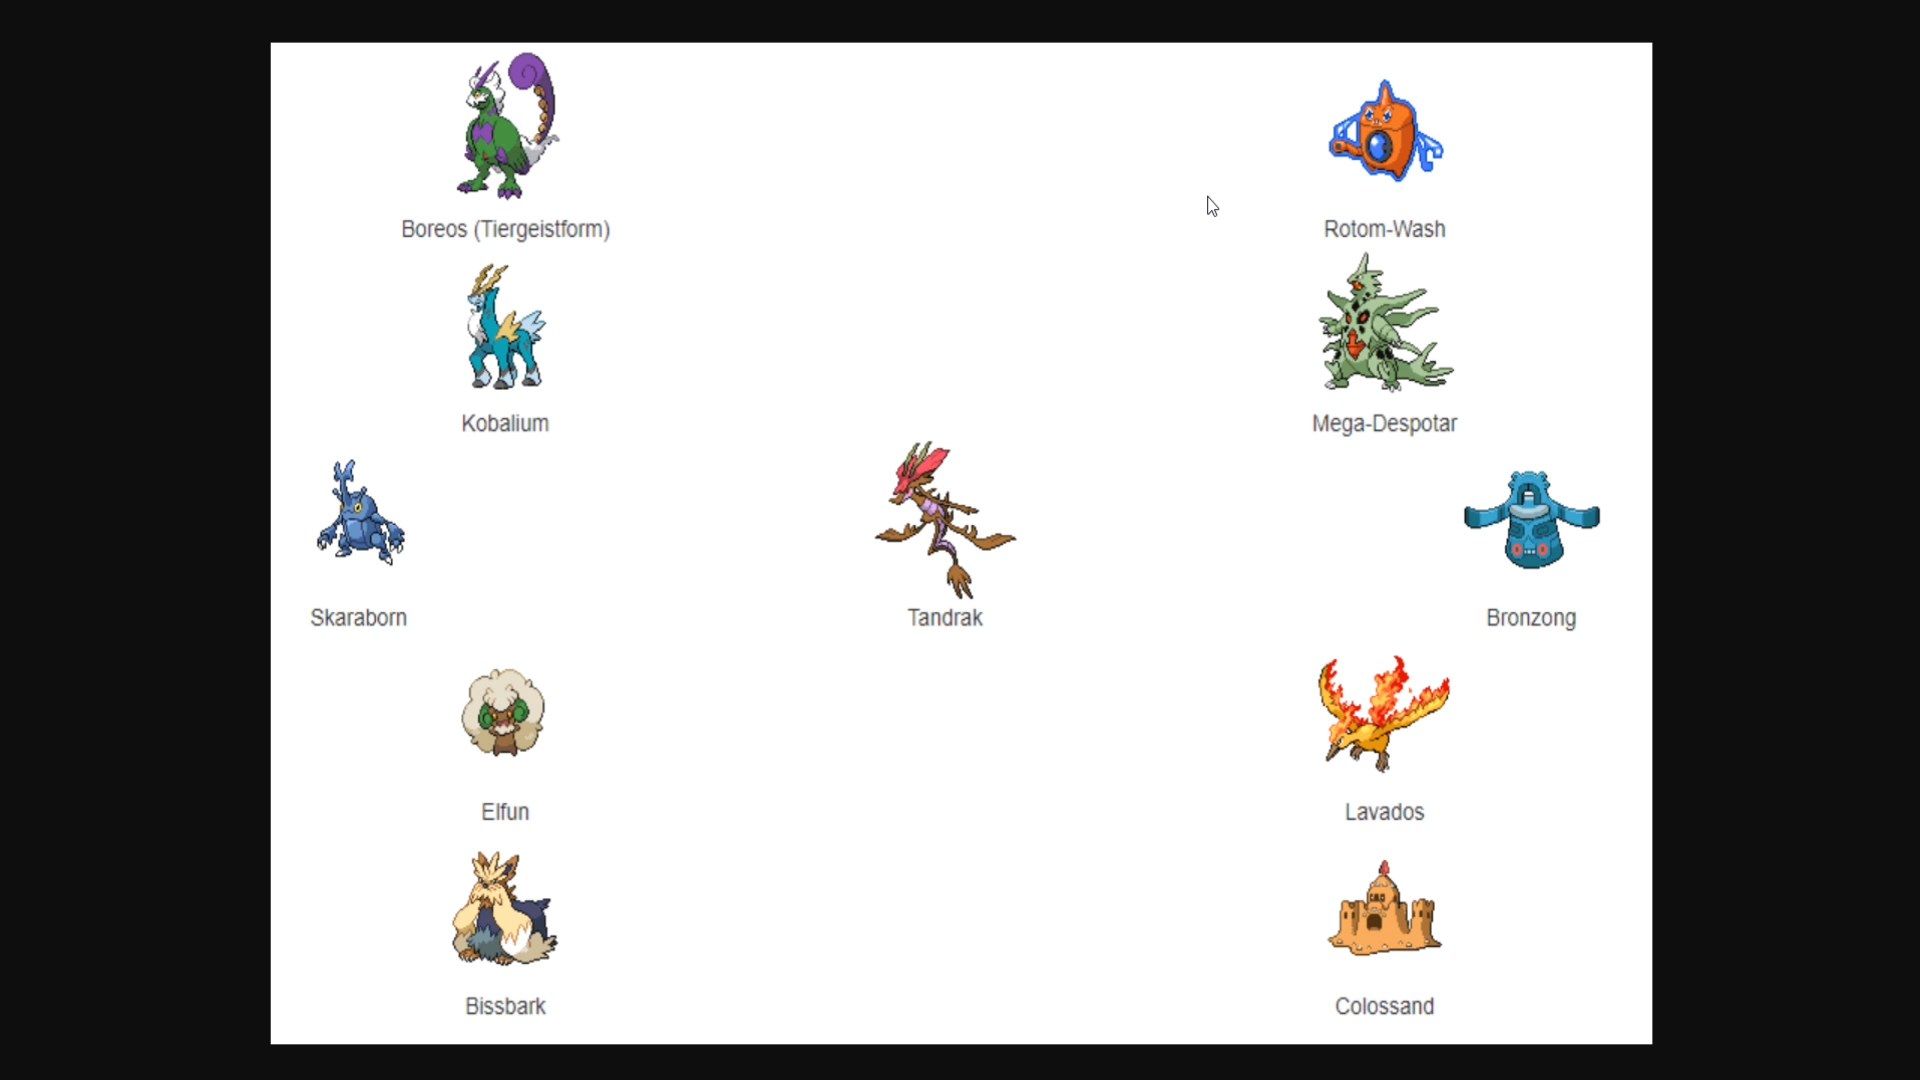 Boreos (Tiergeistform)
Rotom-Wash
Kobalium
Mega-Despotar
Skaraborn
Tandrak
Bronzong
Elfun
Lavados
Bissbark
Colossand